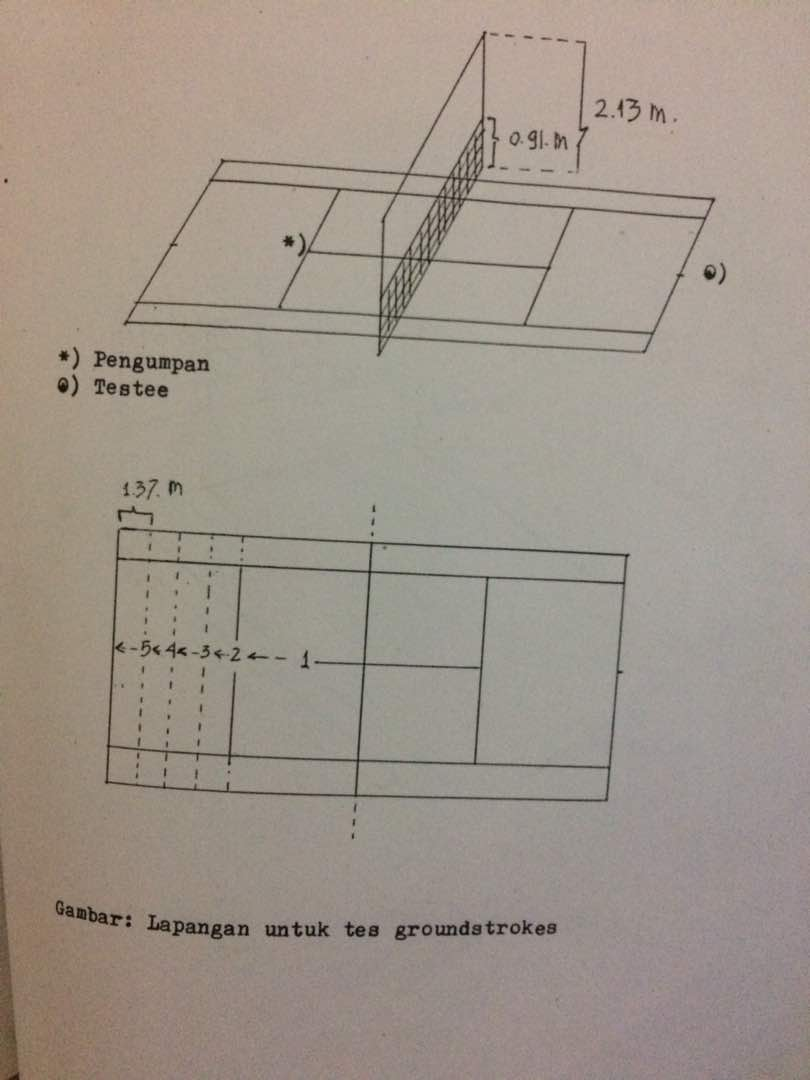 2.13 m.
0.91. m
*)
●)
*) Pengumpan
●) Testee
1.37. m
5 4 3 2 1
Gambar: Lapangan untuk tes groundstrokes